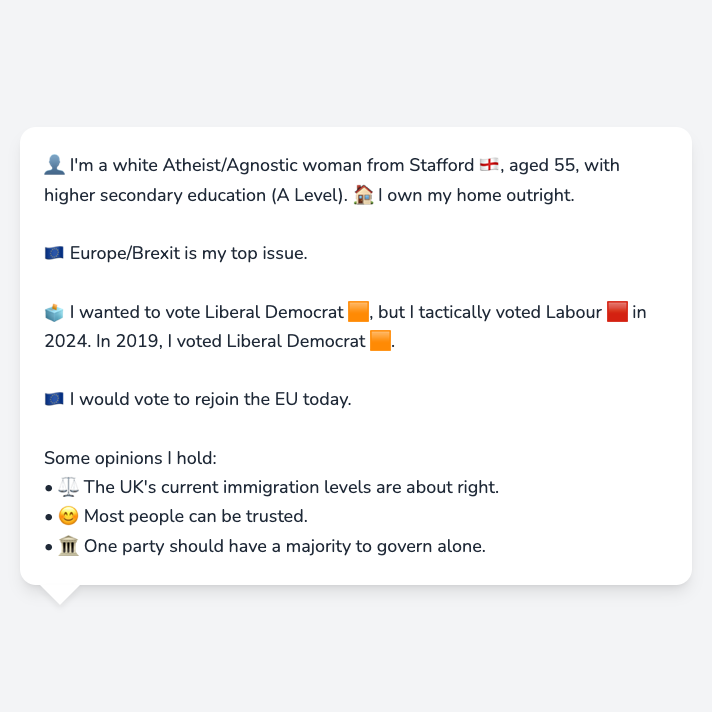 👤 I'm a white Atheist/Agnostic woman from Stafford 🏴󠁧󠁢󠁥󠁮󠁧󠁿, aged 55, with
higher secondary education (A Level). 🏠 I own my home outright.
🇪🇺 Europe/Brexit is my top issue.
🗳️ I wanted to vote Liberal Democrat 🟧, but I tactically voted Labour 🟥 in
2024. In 2019, I voted Liberal Democrat 🟧.
🇪🇺 I would vote to rejoin the EU today.
Some opinions I hold:
• ⚖️ The UK's current immigration levels are about right.
• 😊 Most people can be trusted.
• 🏛️ One party should have a majority to govern alone.